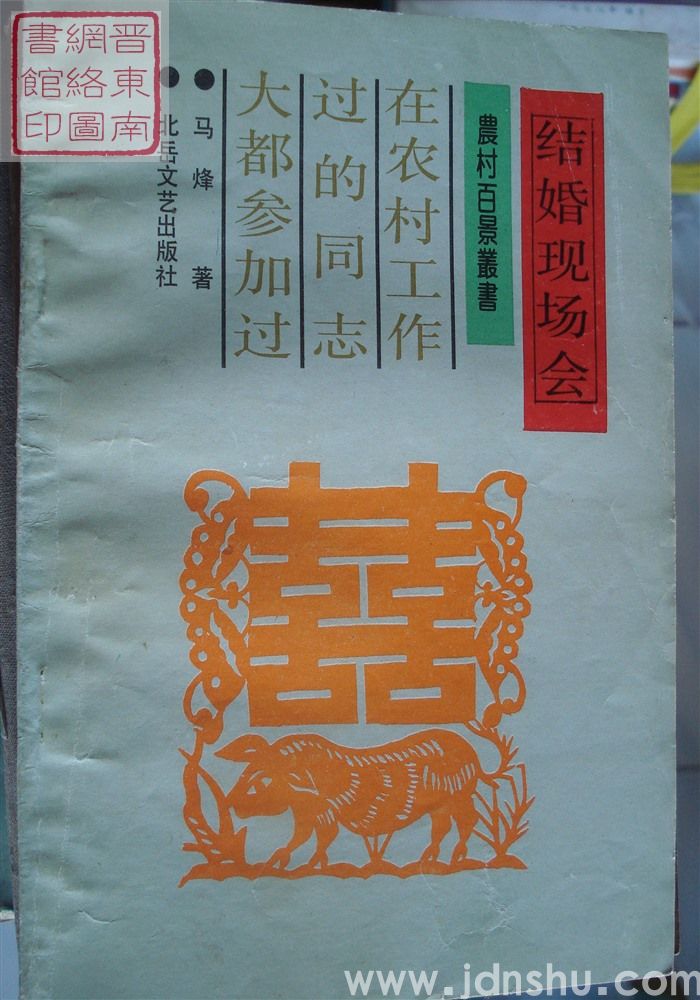 结婚现场会
農村百景叢書
在农村工作
过的同志
大都参加过
●马烽 著
●北岳文艺出版社
晋東南
網絡圖
書館印
囍
www.jdnshu.com